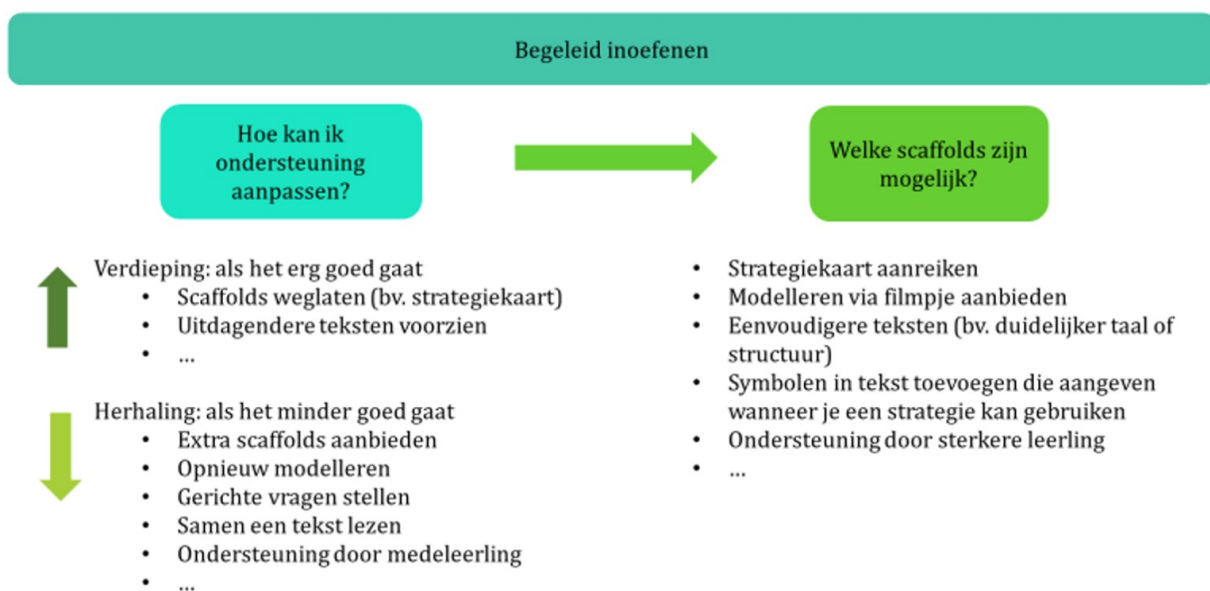 Begeleid inoefenen
Hoe kan ik
ondersteuning
aanpassen?
Welke scaffolds zijn
mogelijk?
Verdieping: als het erg goed gaat
• Scaffolds weglaten (bv. strategiekaart)
• Uitdagendere teksten voorzien
• ...
Herhaling: als het minder goed gaat
• Extra scaffolds aanbieden
• Opnieuw modelleren
• Gerichte vragen stellen
• Samen een tekst lezen
• Ondersteuning door medeleerling
• ...
• Strategiekaart aanreiken
• Modelleren via filmpje aanbieden
• Eenvoudigere teksten (bv. duidelijker taal of
structuur)
• Symbolen in tekst toevoegen die aangeven
wanneer je een strategie kan gebruiken
• Ondersteuning door sterkere leerling
• ...